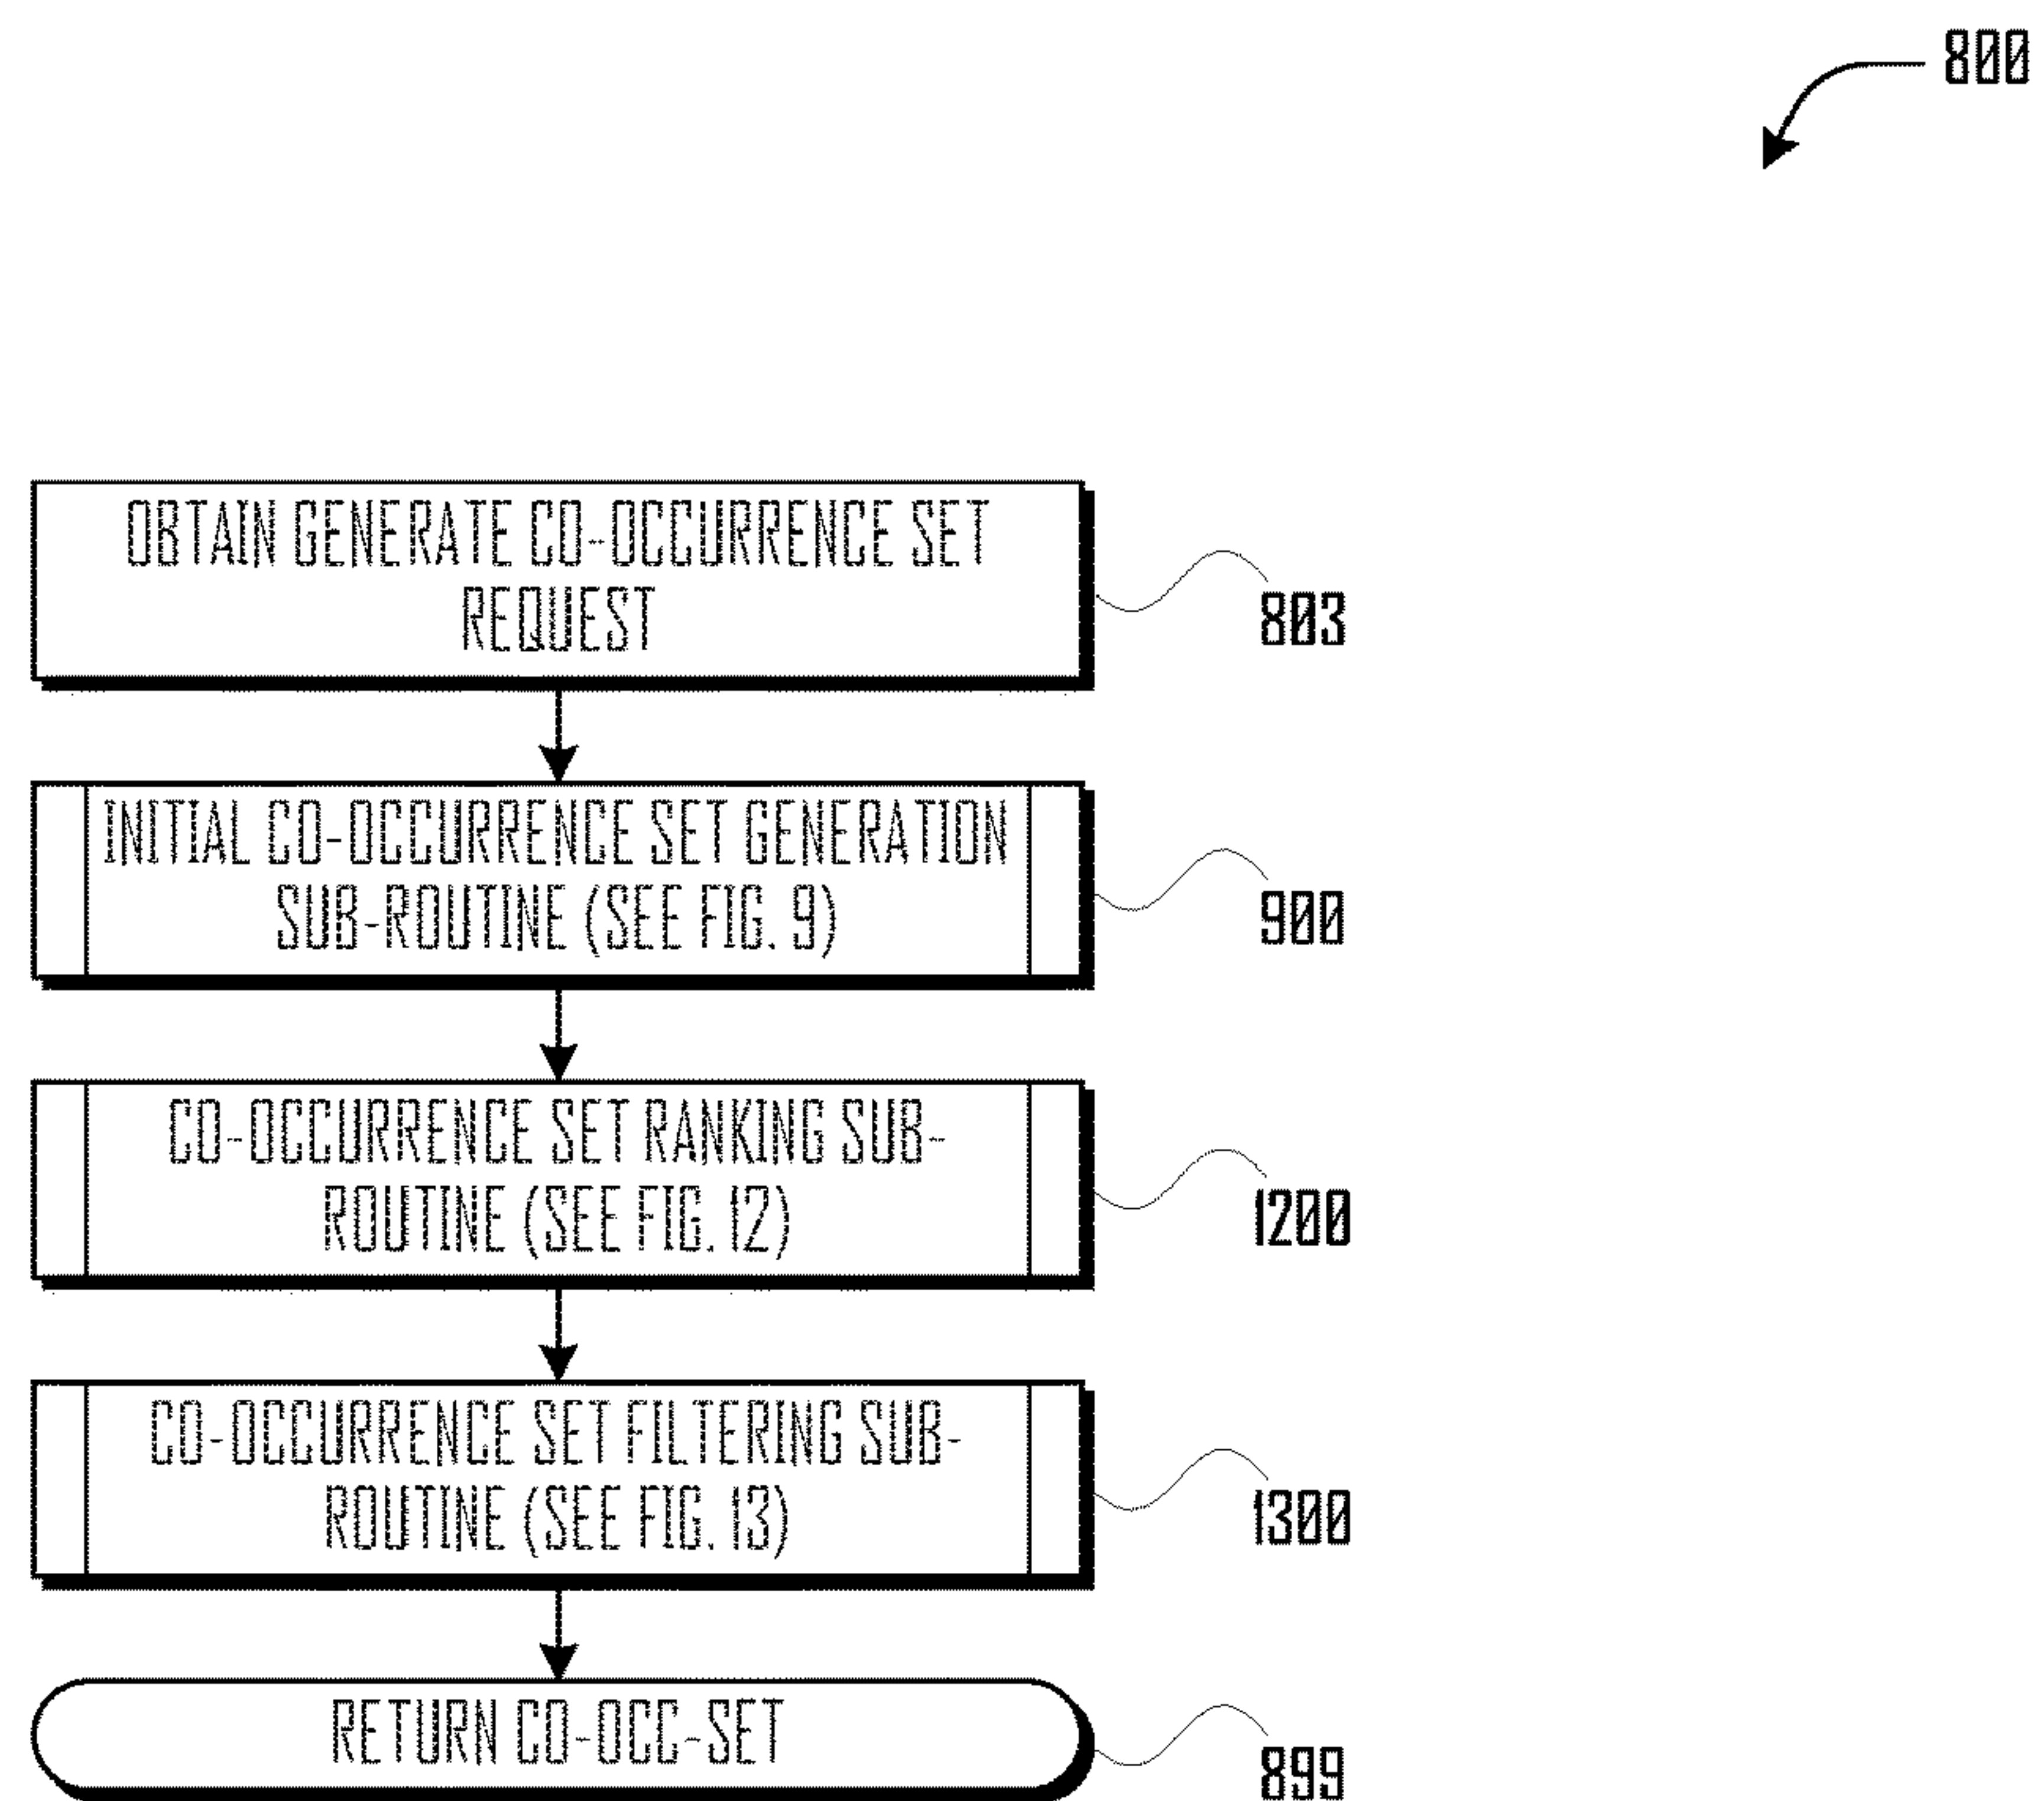 800
OBTAIN GENERATE CO-OCCURRENCE SET
REQUEST
803
INITIAL CO-OCCURRENCE SET GENERATION
SUB-ROUTINE (SEE FIG. 9)
900
CO-OCCURRENCE SET RANKING SUB-
ROUTINE (SEE FIG. 12)
1200
CO-OCCURRENCE SET FILTERING SUB-
ROUTINE (SEE FIG. 13)
1300
RETURN CO-OCC-SET
899